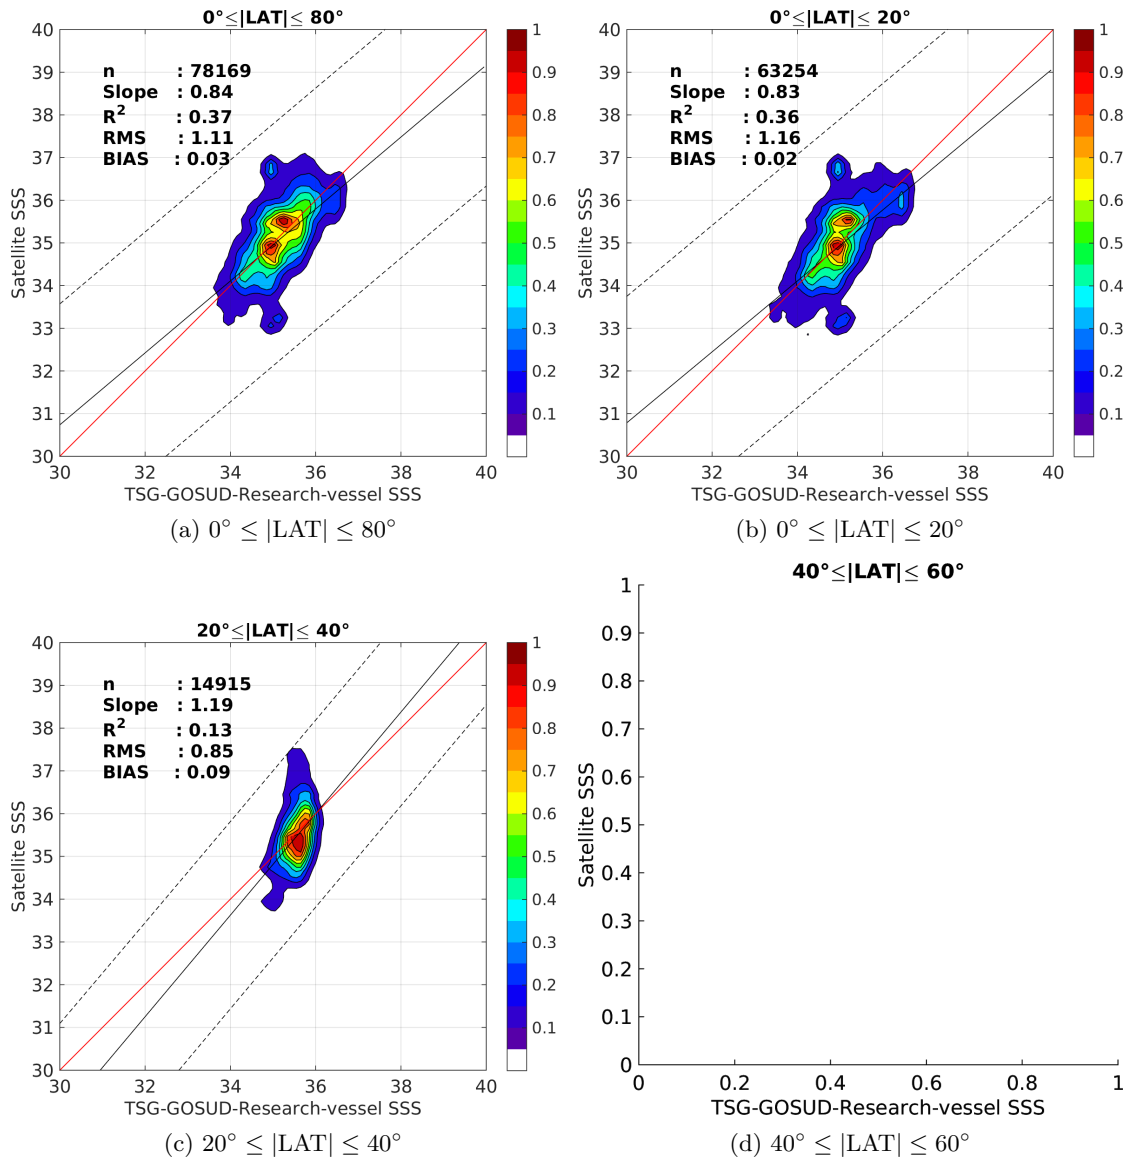 0°≤|LAT|≤ 80°
n : 78169
Slope : 0.84
R² : 0.37
RMS : 1.11
BIAS : 0.03
40
39
38
37
36
35
34
33
32
31
30
30 32 34 36 38 40
Satellite SSS
TSG-GOSUD-Research-vessel SSS
1
0.9
0.8
0.7
0.6
0.5
0.4
0.3
0.2
0.1
(a) 0° ≤ |LAT| ≤ 80°
0°≤|LAT|≤ 20°
n : 63254
Slope : 0.83
R² : 0.36
RMS : 1.16
BIAS : 0.02
40
39
38
37
36
35
34
33
32
31
30
30 32 34 36 38 40
Satellite SSS
TSG-GOSUD-Research-vessel SSS
1
0.9
0.8
0.7
0.6
0.5
0.4
0.3
0.2
0.1
(b) 0° ≤ |LAT| ≤ 20°
20°≤|LAT|≤ 40°
n : 14915
Slope : 1.19
R² : 0.13
RMS : 0.85
BIAS : 0.09
40
39
38
37
36
35
34
33
32
31
30
30 32 34 36 38 40
Satellite SSS
TSG-GOSUD-Research-vessel SSS
1
0.9
0.8
0.7
0.6
0.5
0.4
0.3
0.2
0.1
(c) 20° ≤ |LAT| ≤ 40°
40°≤|LAT|≤ 60°
1
0.9
0.8
0.7
0.6
0.5
0.4
0.3
0.2
0.1
0
0 0.2 0.4 0.6 0.8 1
Satellite SSS
TSG-GOSUD-Research-vessel SSS
(d) 40° ≤ |LAT| ≤ 60°